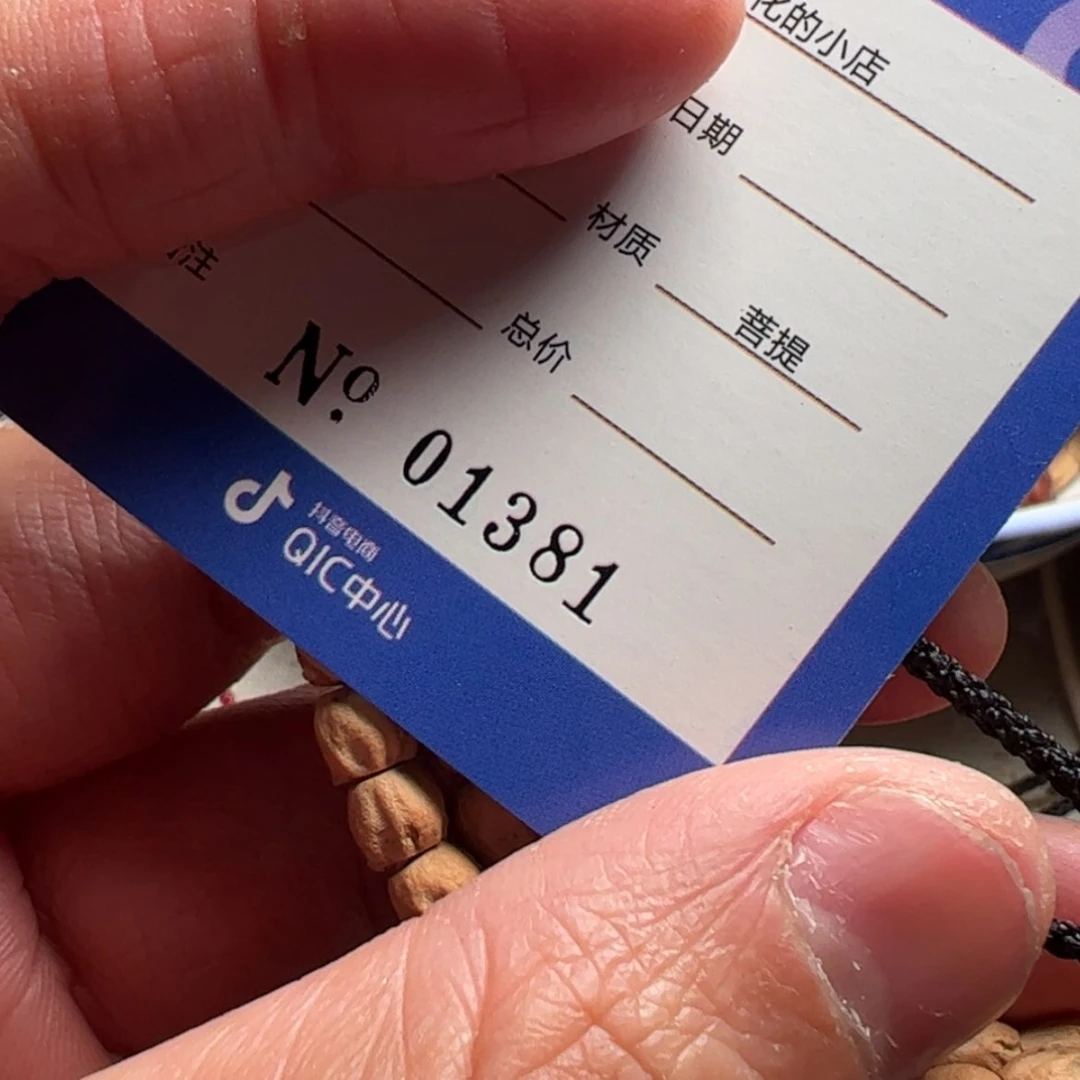 化的小店
日期
材质 菩提
总价
注
Nº 01381
抖音电商
QIC中心